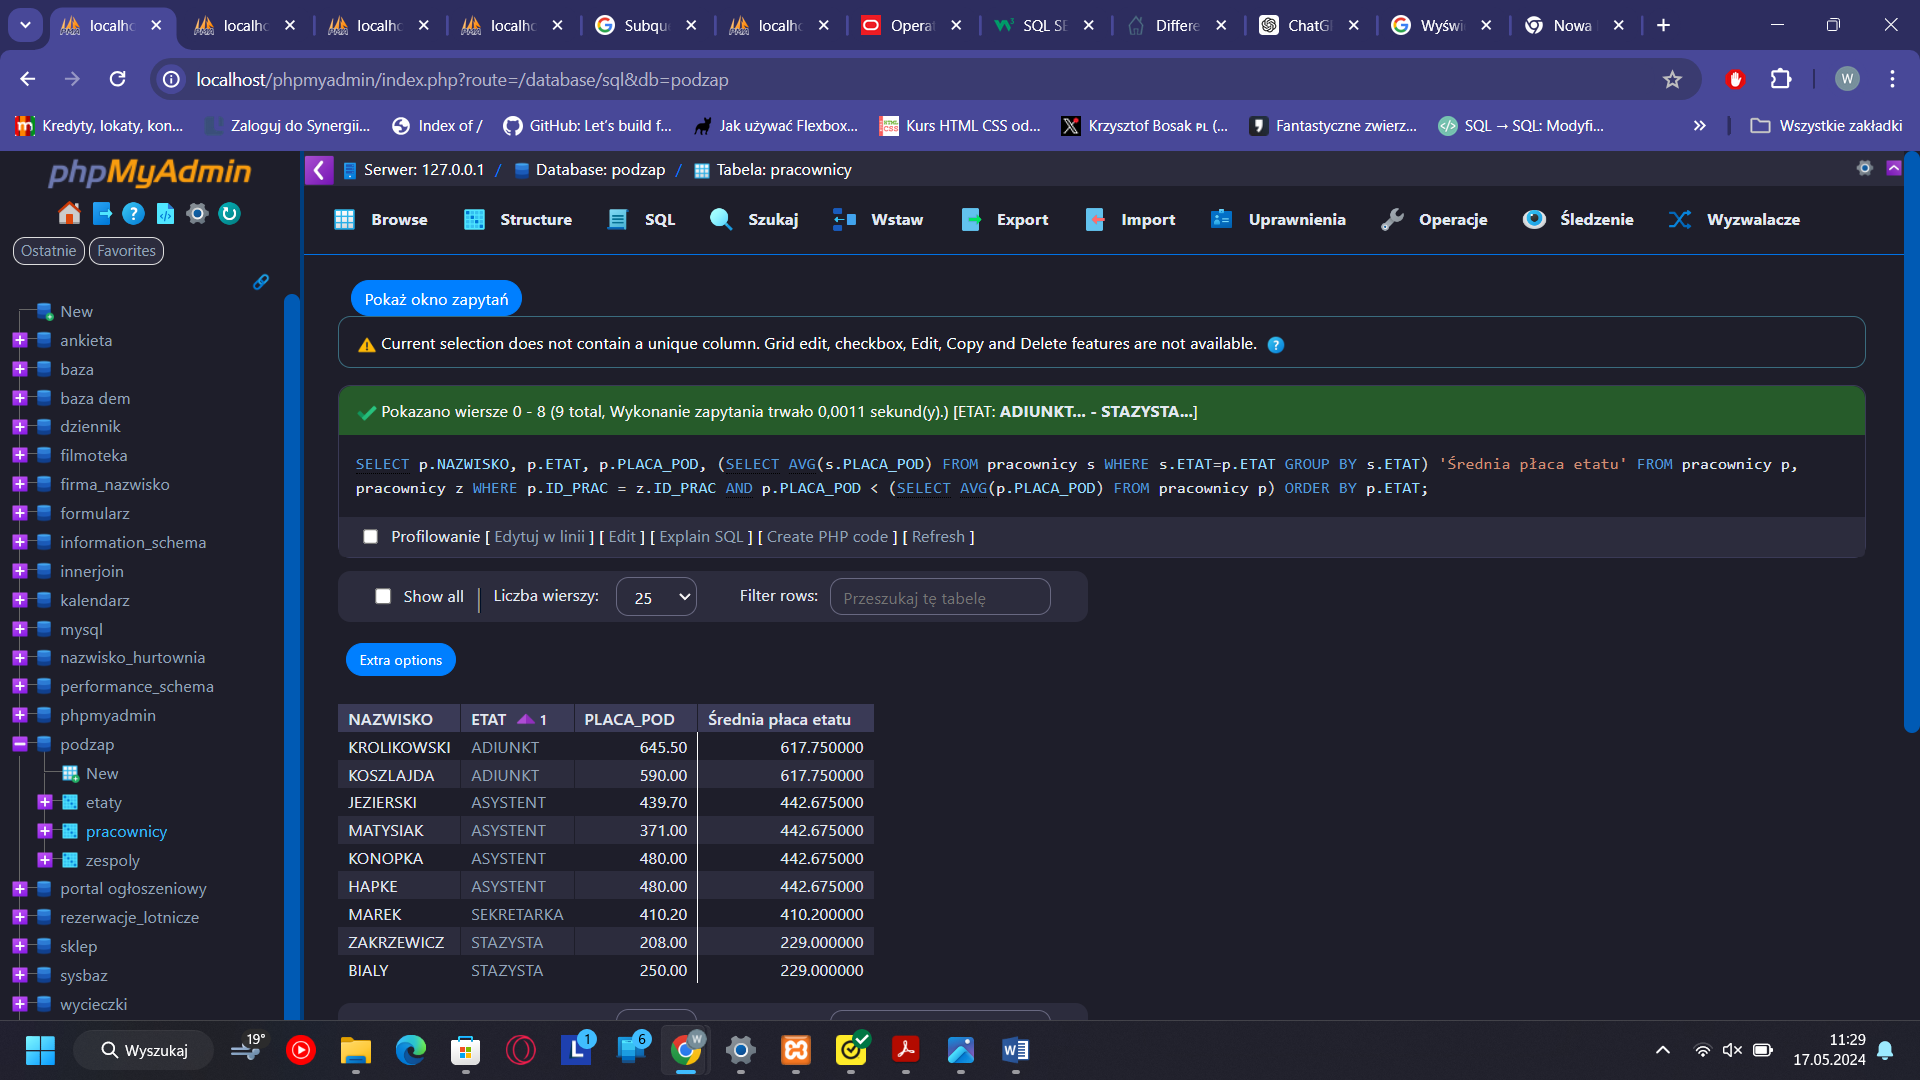 localho
localho
localho
localho
Subqu
localho
Operat
SQL SE
Differe
ChatGP
Wyświ
Nowa
localhost/phpmyadmin/index.php?route=/database/sql&db=podzap
W
Kredyty, lokaty, kon...
Zaloguj do Synergii...
Index of /
GitHub: Let's build f...
Jak używać Flexbox...
Kurs HTML CSS od...
Krzysztof Bosak PL (...
Fantastyczne zwierz...
SQL → SQL: Modyfi...
Wszystkie zakładki
phpMyAdmin
Ostatnie
Favorites
New
ankieta
baza
baza dem
dziennik
filmoteka
firma_nazwisko
formularz
information_schema
innerjoin
kalendarz
mysql
nazwisko_hurtownia
performance_schema
phpmyadmin
podzap
New
etaty
pracownicy
zespoly
portal ogłoszeniowy
rezerwacje_lotnicze
sklep
sysbaz
wycieczki
Serwer: 127.0.0.1 / Database: podzap / Tabela: pracownicy
Browse
Structure
SQL
Szukaj
Wstaw
Export
Import
Uprawnienia
Operacje
Śledzenie
Wyzwalacze
Pokaż okno zapytań
Current selection does not contain a unique column. Grid edit, checkbox, Edit, Copy and Delete features are not available.
Pokazano wiersze 0 - 8 (9 total, Wykonanie zapytania trwało 0,0011 sekund(y).) [ETAT: ADIUNKT... - STAZYSTA...]
SELECT p.NAZWISKO, p.ETAT, p.PLACA_POD, (SELECT AVG(s.PLACA_POD) FROM pracownicy s WHERE s.ETAT=p.ETAT GROUP BY s.ETAT) 'Średnia płaca etatu' FROM pracownicy p,
pracownicy z WHERE p.ID_PRAC = z.ID_PRAC AND p.PLACA_POD < (SELECT AVG(p.PLACA_POD) FROM pracownicy p) ORDER BY p.ETAT;
Profilowanie [ Edytuj w linii ] [ Edit ] [ Explain SQL ] [ Create PHP code ] [ Refresh ]
Show all | Liczba wierszy: 25 Filter rows: Przeszukaj tę tabelę
Extra options
NAZWISKO ETAT 1 PLACA_POD Średnia płaca etatu
KROLIKOWSKI ADIUNKT 645.50 617.750000
KOSZLAJDA ADIUNKT 590.00 617.750000
JEZIERSKI ASYSTENT 439.70 442.675000
MATYSIAK ASYSTENT 371.00 442.675000
KONOPKA ASYSTENT 480.00 442.675000
HAPKE ASYSTENT 480.00 442.675000
MAREK SEKRETARKA 410.20 410.200000
ZAKRZEWICZ STAZYSTA 208.00 229.000000
BIALY STAZYSTA 250.00 229.000000
Wyszukaj
19°
1
6
W
11:29
17.05.2024